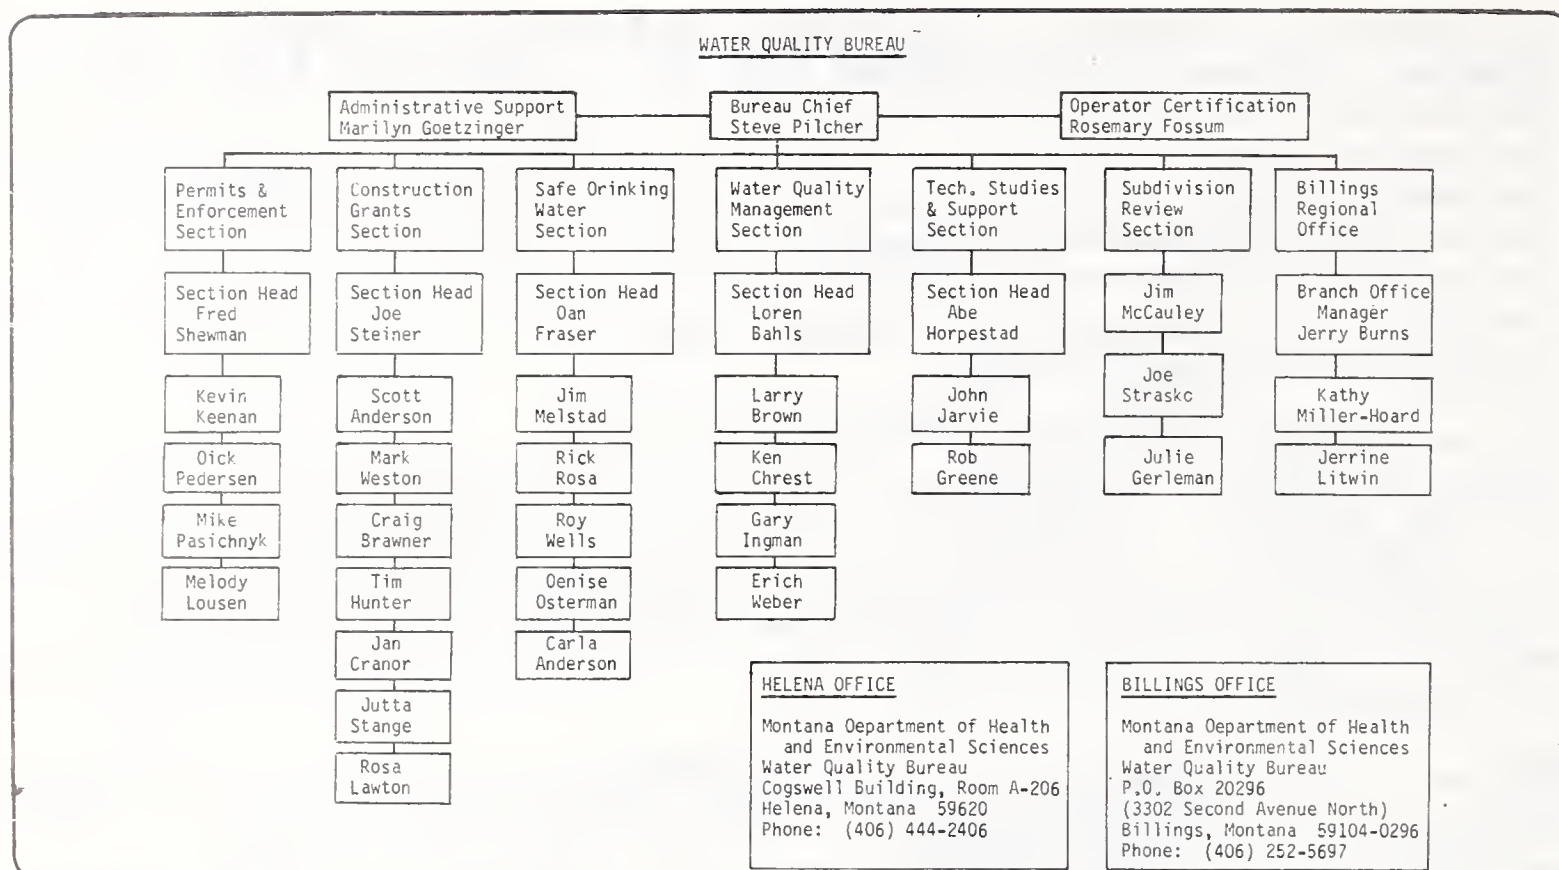 WATER QUALITY BUREAU
Administrative Support
Marilyn Goetzinger
Bureau Chief
Steve Pilcher
Operator Certification
Rosemary Fossum
Permits &
Enforcement
Section
Construction
Grants
Section
Safe Orinking
Water
Section
Water Quality
Management
Section
Tech. Studies
& Support
Section
Subdivision
Review
Section
Billings
Regional
Office
Section Head
Fred
Shewman
Section Head
Joe
Steiner
Section Head
Oan
Fraser
Section Head
Loren
Bahls
Section Head
Abe
Horpestad
Jim
McCauley
Branch Office
Manager
Jerry Burns
Kevin
Keenan
Oick
Pedersen
Mike
Pasichnyk
Melody
Lousen
Scott
Anderson
Mark
Weston
Craig
Brawner
Tim
Hunter
Jan
Cranor
Jutta
Stange
Rosa
Lawton
Jim
Melstad
Rick
Rosa
Roy
Wells
Oenise
Osterman
Carla
Anderson
Larry
Brown
Ken
Chrest
Gary
Ingman
Erich
Weber
John
Jarvie
Rob
Greene
Joe
Straskc
Julie
Gerleman
Kathy
Miller-Hoard
Jerrine
Litwin
HELENA OFFICE
Montana Oepartment of Health
and Environmental Sciences
Water Quality Bureau
Cogswell Building, Room A-206
Helena, Montana 59620
Phone: (406) 444-2406
BILLINGS OFFICE
Montana Oepartment of Health
and Environmental Sciences
Water Quality Bureau
P.O. Box 20296
(3302 Second Avenue North)
Billings, Montana 59104-0296
Phone: (406) 252-5697